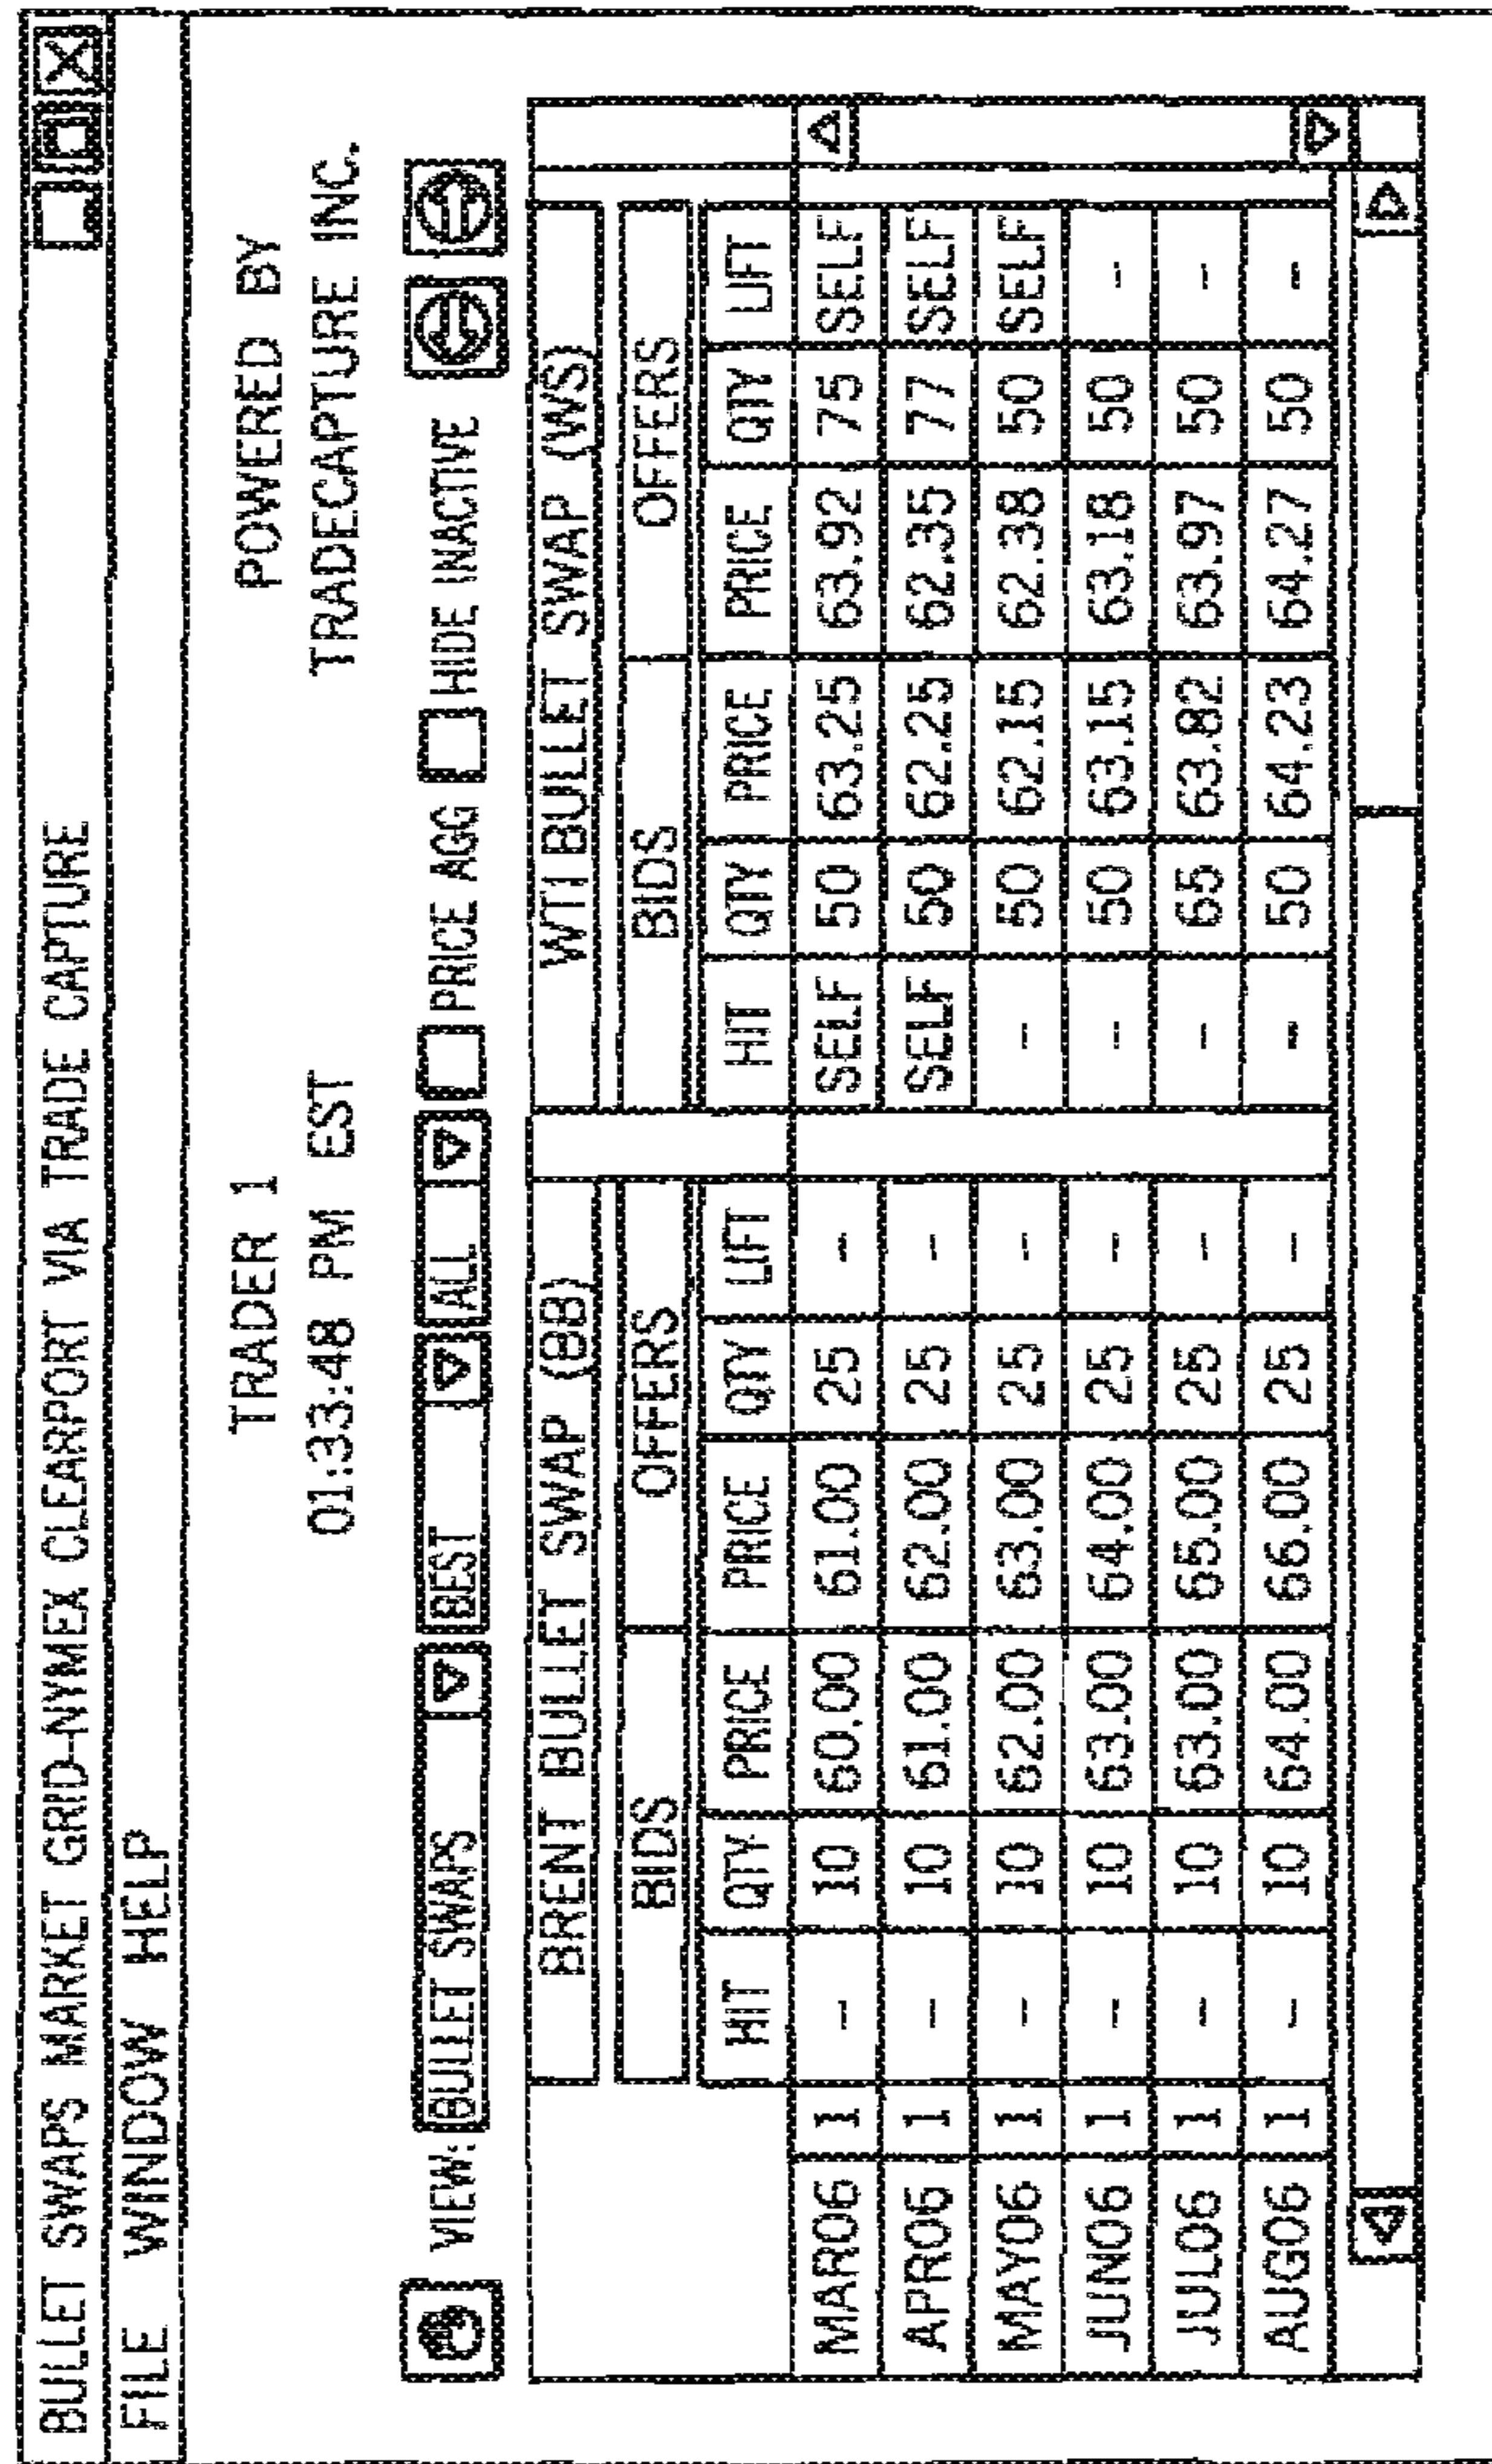 BULLET SWAPS MARKET GRID-NYMEX CLEARPORT VIA TRADE CAPTURE
FILE WINDOW HELP
TRADER 1 POWERED BY
01:33:48 PM EST TRADECAPTURE INC.
VIEW: BULLET SWAPS BEST ALL PRICE AGG HIDE INACTIVE
BRENT BULLET SWAP (BB) WTI BULLET SWAP (WS)
BIDS OFFERS BIDS OFFERS
HIT QTY PRICE PRICE QTY LIFT HIT QTY PRICE PRICE QTY LIFT
MAR06 1 - 10 60.00 61.00 25 - SELF 50 63.25 63.92 75 SELF
APR06 1 - 10 61.00 62.00 25 - SELF 50 62.25 62.35 77 SELF
MAY06 1 - 10 62.00 63.00 25 - - 50 62.15 62.38 50 SELF
JUN06 1 - 10 63.00 64.00 25 - - 50 63.15 63.18 50 -
JUL06 1 - 10 63.00 65.00 25 - - 65 63.82 63.97 50 -
AUG06 1 - 10 64.00 66.00 25 - - 50 64.23 64.27 50 -